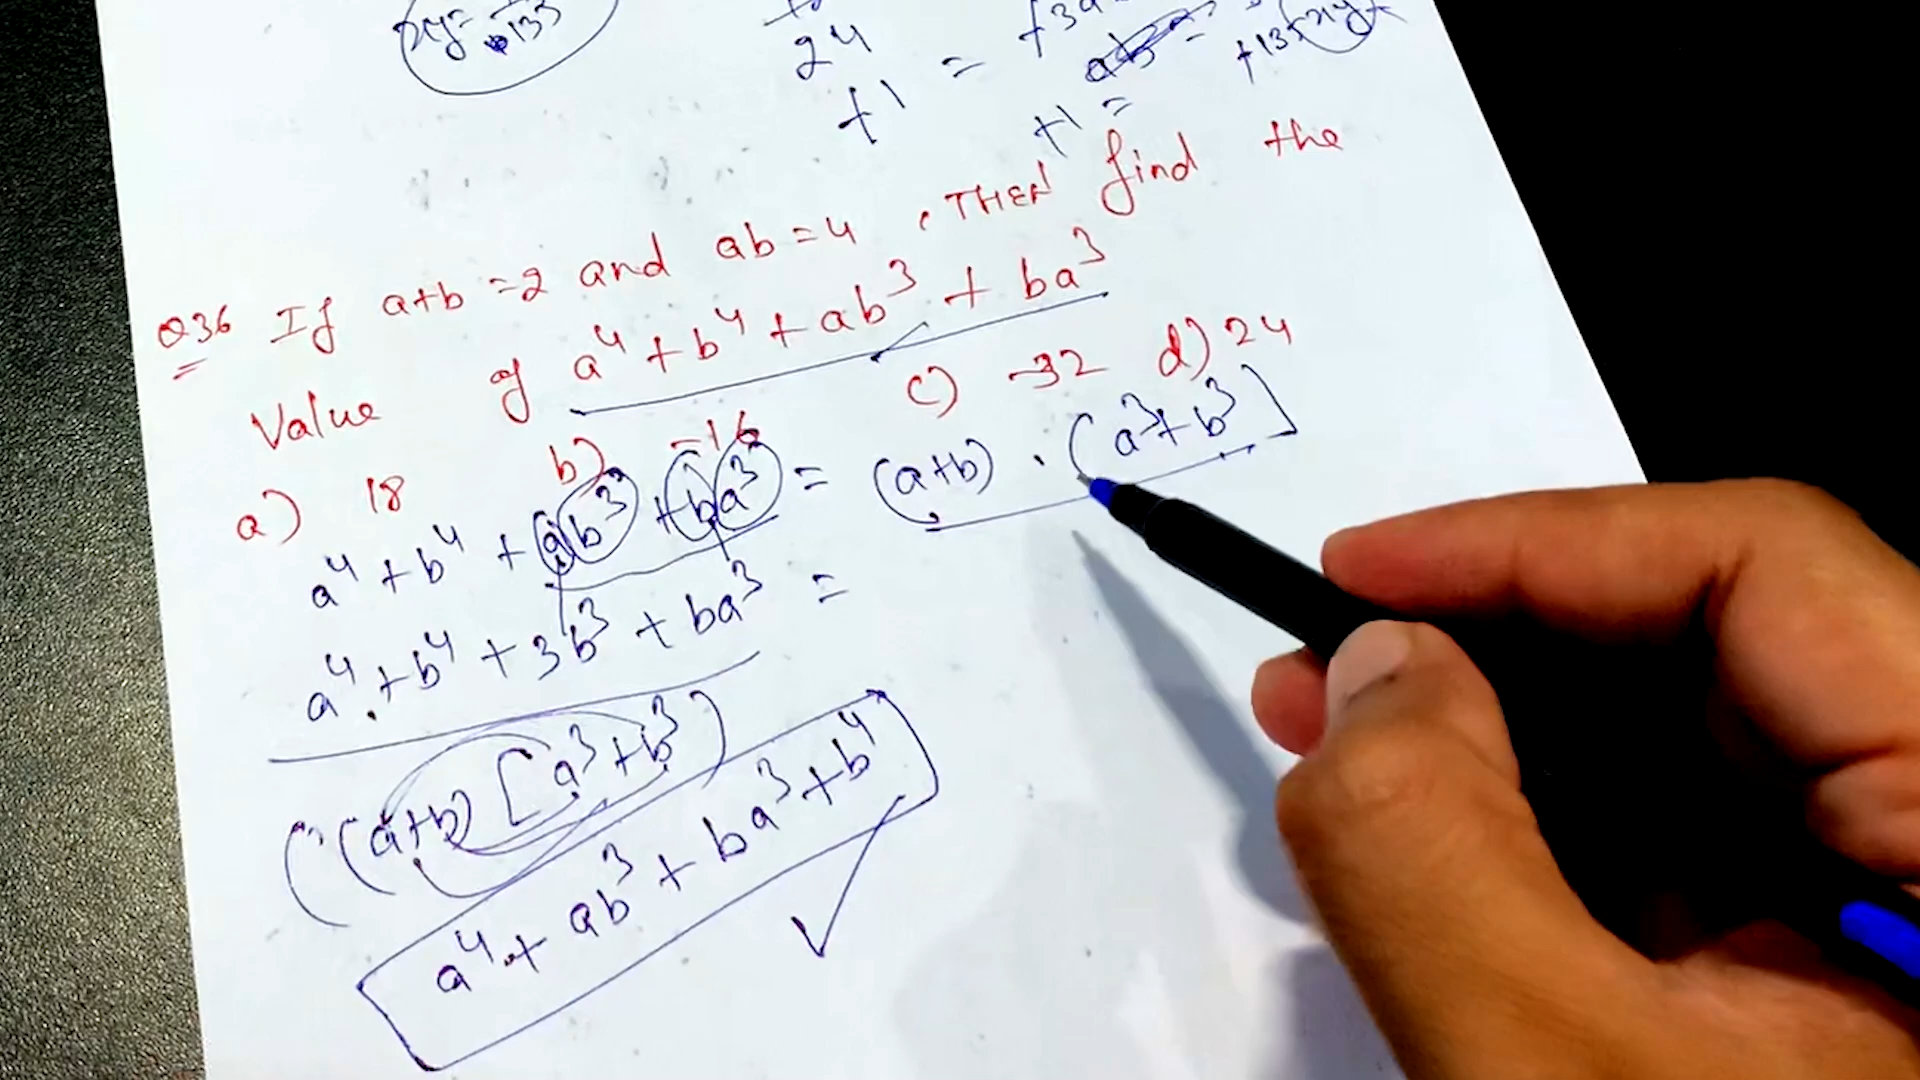 xy =
24
+1 =
+1 =
Q36 If a+b =2 and ab=4, THEN find the
Value of a⁴+b⁴+ab³+ba³
a) 18 b) -16 c) -32 d) 24
a⁴+b⁴+ab³+ba³ = (a+b)·(a³+b³]
a⁴+b⁴+3b³+ba³ =
((a+b)[a³+b³)
a⁴+ab³+ba³+b⁴